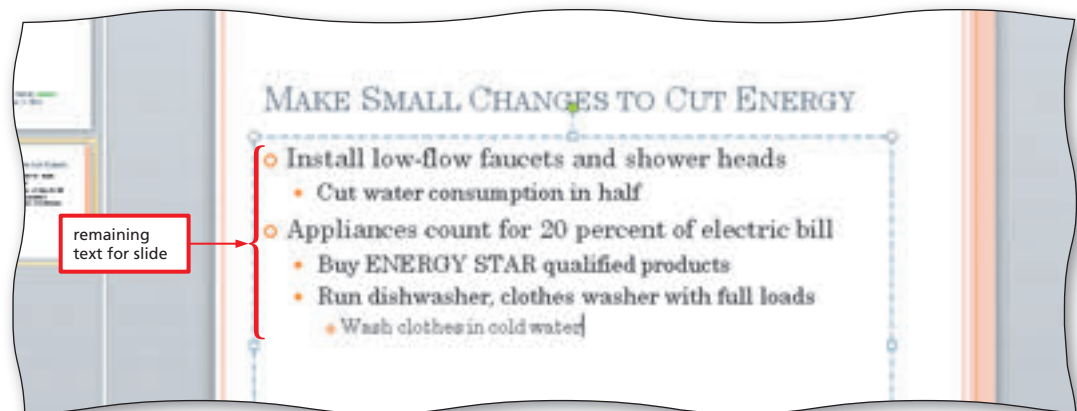 MAKE SMALL CHANGES TO CUT ENERGY
Install low-flow faucets and shower heads
Cut water consumption in half
Appliances count for 20 percent of electric bill
Buy ENERGY STAR qualified products
Run dishwasher, clothes washer with full loads
Wash clothes in cold water
remaining
text for slide